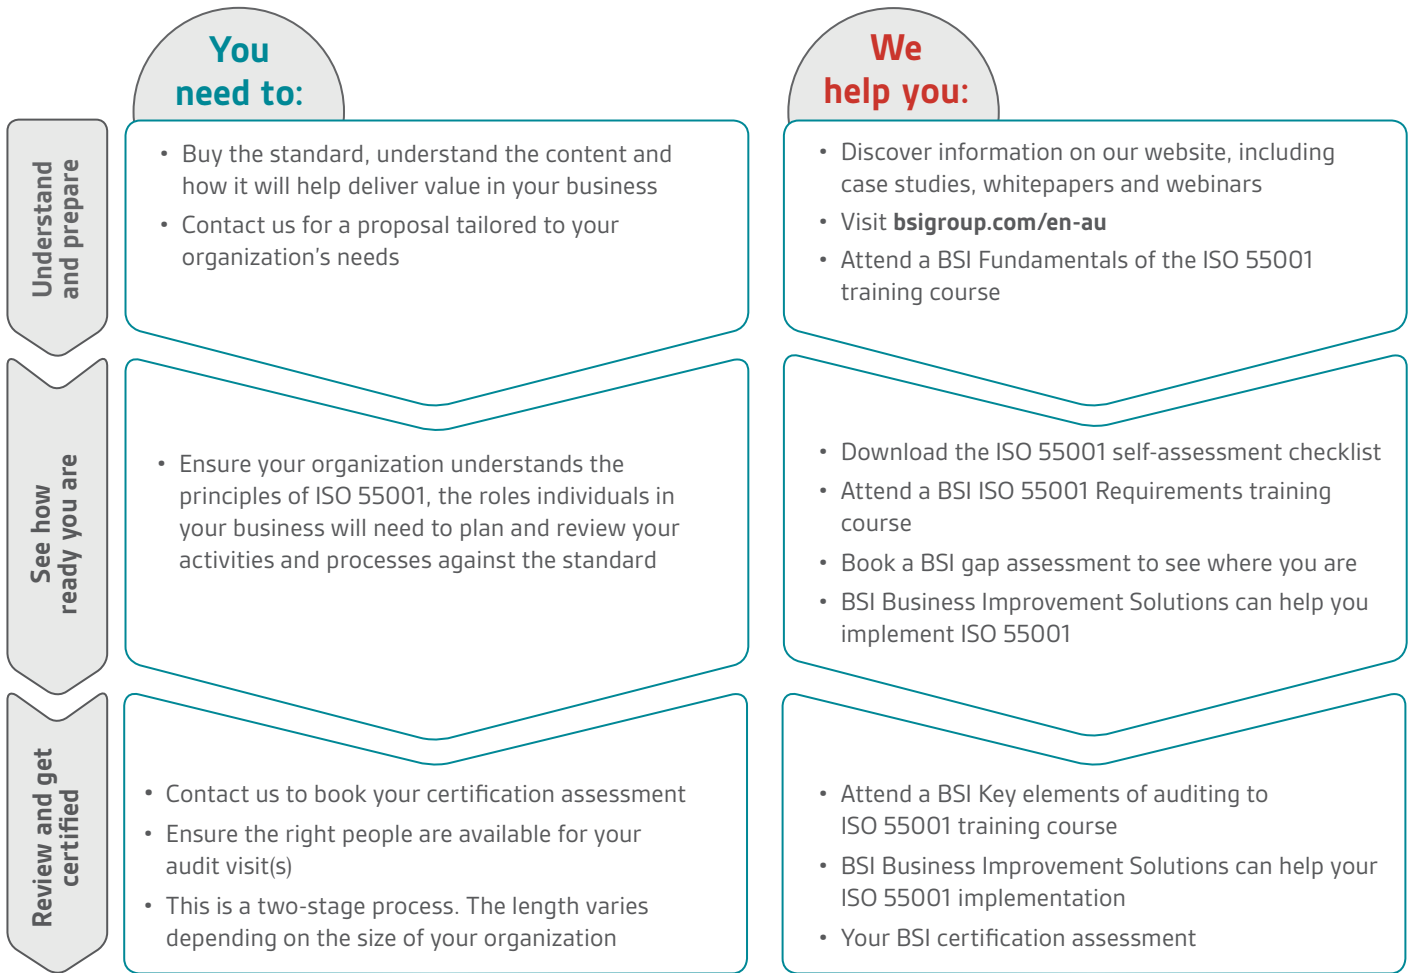 You
need to:
We
help you:
Understand
and prepare
• Buy the standard, understand the content and
how it will help deliver value in your business
• Contact us for a proposal tailored to your
organization's needs
• Discover information on our website, including
case studies, whitepapers and webinars
• Visit bsigroup.com/en-au
• Attend a BSI Fundamentals of the ISO 55001
training course
See how
ready you are
• Ensure your organization understands the
principles of ISO 55001, the roles individuals in
your business will need to plan and review your
activities and processes against the standard
• Download the ISO 55001 self-assessment checklist
• Attend a BSI ISO 55001 Requirements training
course
• Book a BSI gap assessment to see where you are
• BSI Business Improvement Solutions can help you
implement ISO 55001
Review and get
certified
• Contact us to book your certification assessment
• Ensure the right people are available for your
audit visit(s)
• This is a two-stage process. The length varies
depending on the size of your organization
• Attend a BSI Key elements of auditing to
ISO 55001 training course
• BSI Business Improvement Solutions can help your
ISO 55001 implementation
• Your BSI certification assessment